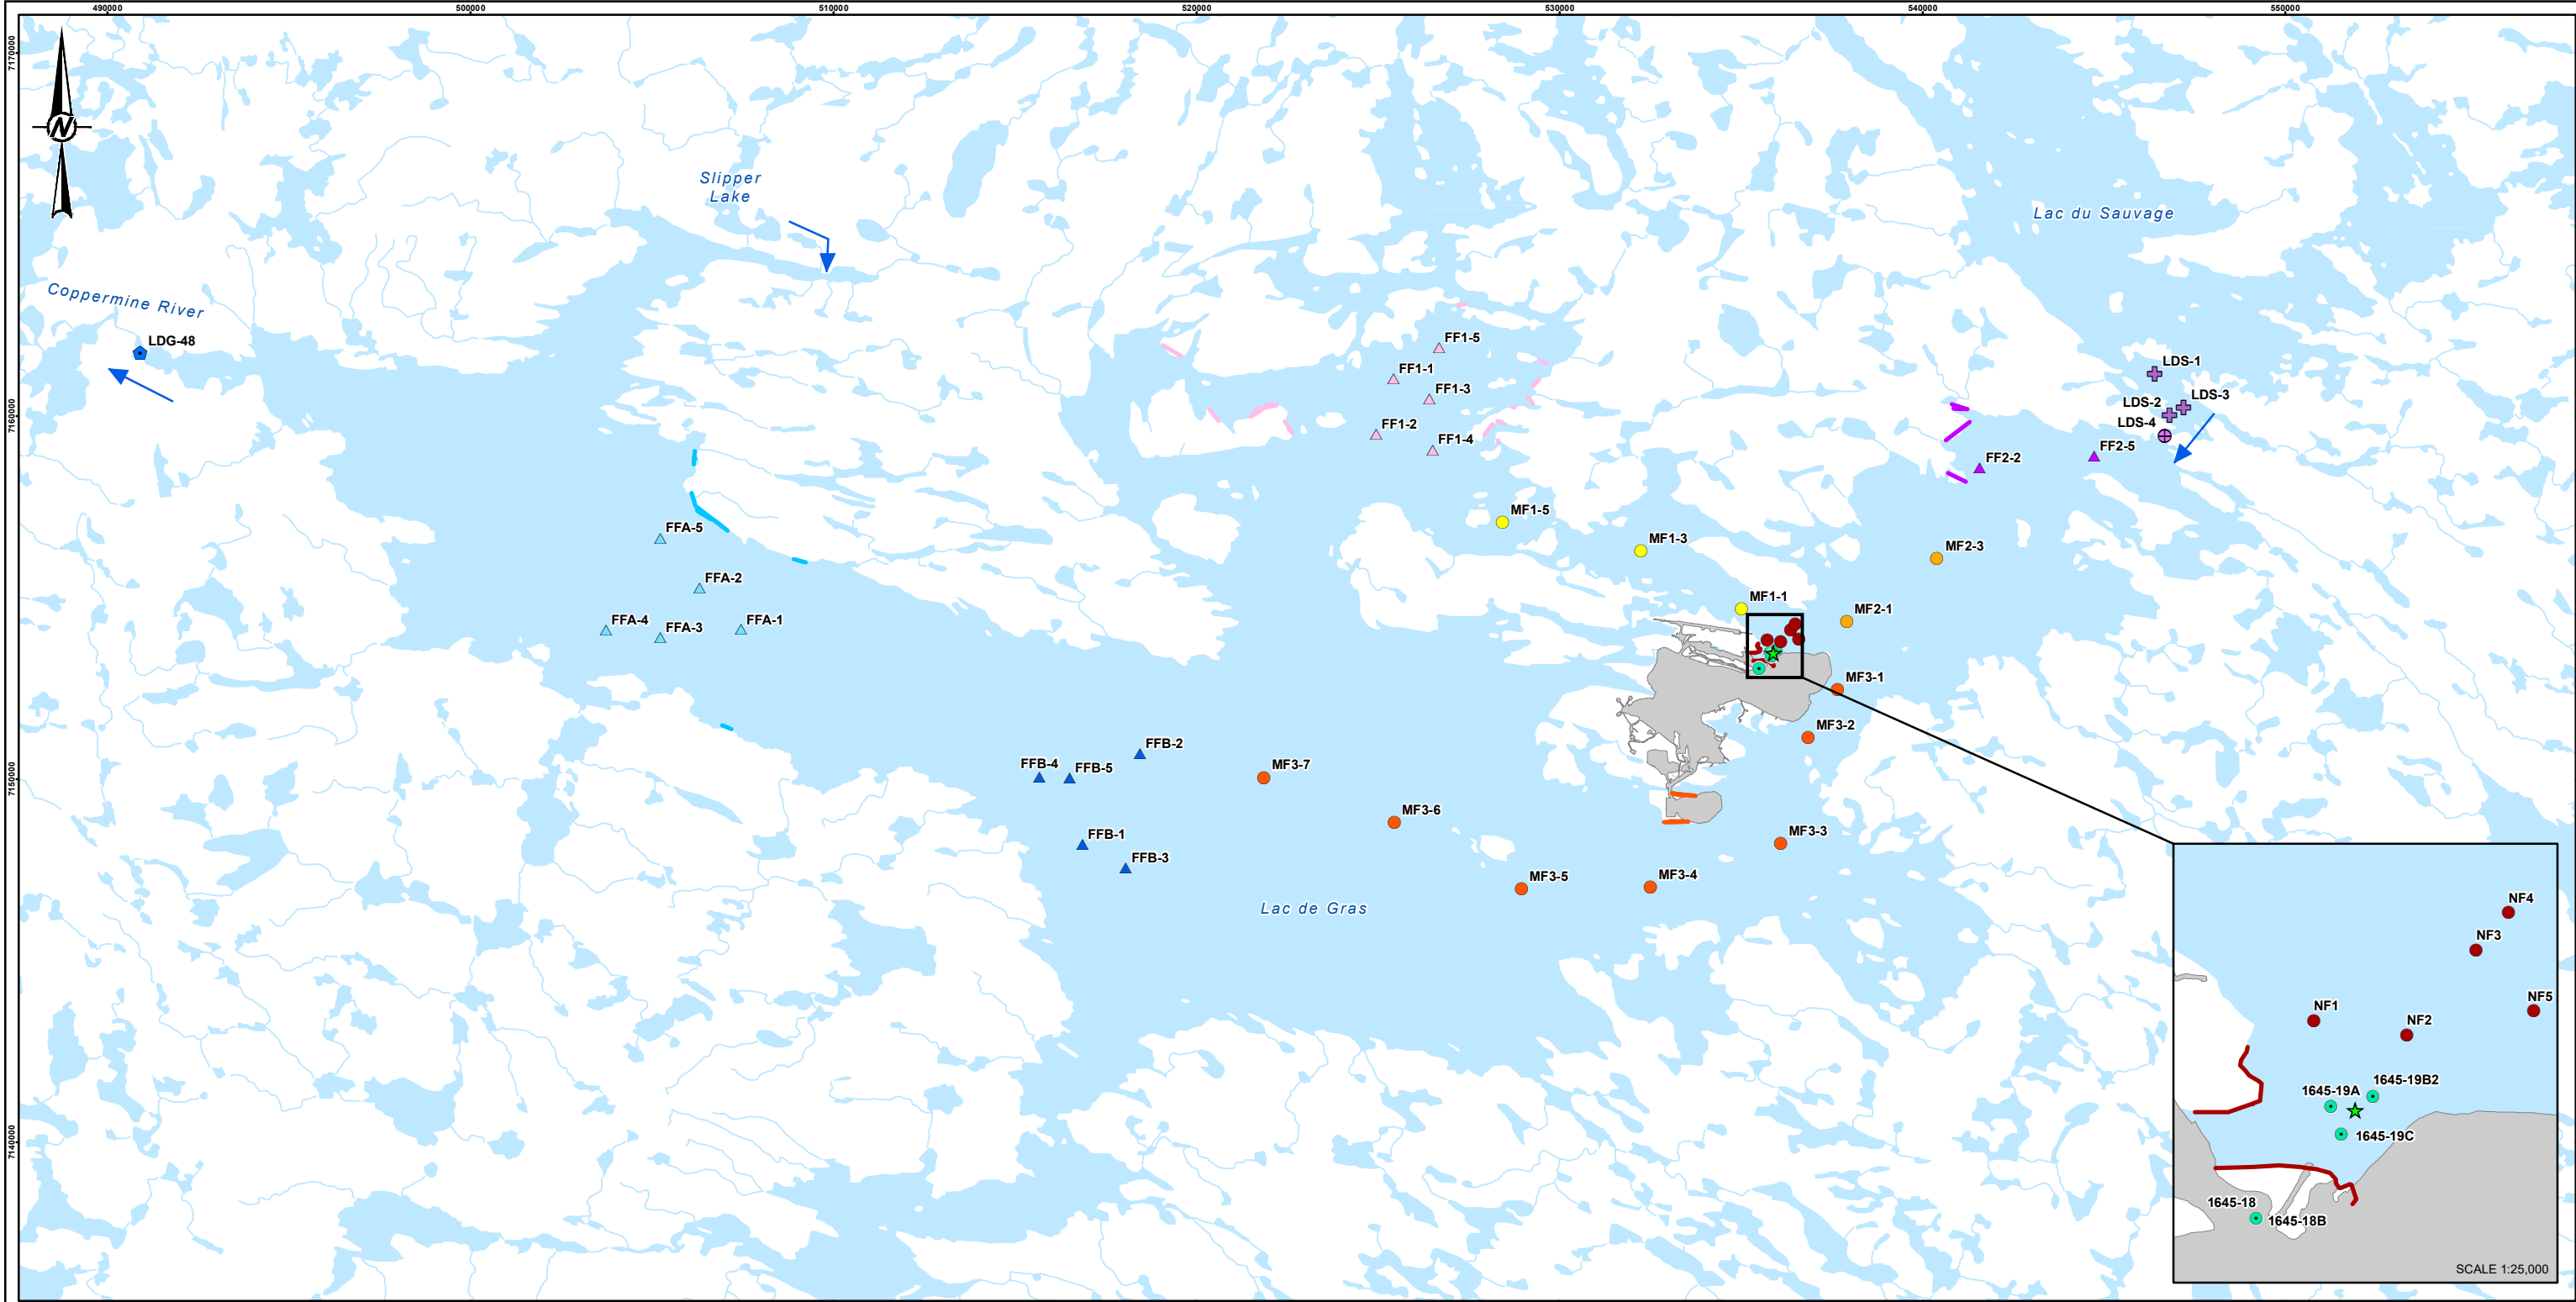 490000
500000
510000
520000
530000
540000
550000
7170000
7160000
7150000
7140000
N
Slipper
Lake
Lac du Sauvage
Coppermine River
LDG-48
FF1-5
FF1-1
FF1-3
FF1-2
FF1-4
LDS-1
LDS-3
LDS-2
LDS-4
FF2-5
FF2-2
MF1-5
MF1-3
MF1-1
MF2-3
MF2-1
FFA-5
FFA-2
FFA-4
FFA-3
FFA-1
MF3-1
MF3-2
FFB-2
FFB-4
FFB-5
MF3-7
MF3-6
FFB-1
FFB-3
MF3-3
MF3-5
MF3-4
Lac de Gras
NF4
NF3
NF5
NF1
NF2
1645-19A
1645-19B2
1645-19C
1645-18
1645-18B
SCALE 1:25,000